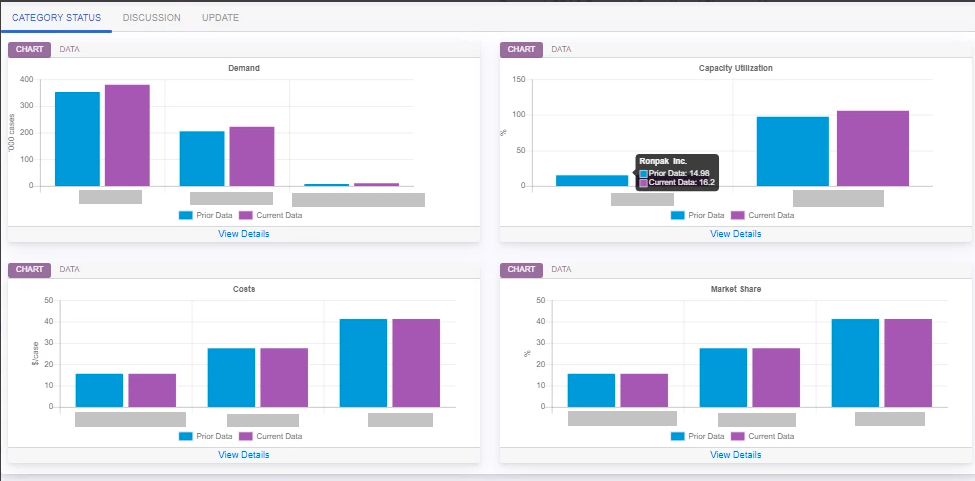 CATEGORY STATUS DISCUSSION UPDATE
CHART DATA
Demand
'000 cases
400
300
200
100
0
Prior Data Current Data
View Details
CHART DATA
Capacity Utilization
%
150
100
50
0
Ronpak Inc.
Prior Data: 14.98
Current Data: 16.2
Prior Data Current Data
View Details
CHART DATA
Costs
$/case
50
40
30
20
10
0
Prior Data Current Data
View Details
CHART DATA
Market Share
%
50
40
30
20
10
0
Prior Data Current Data
View Details